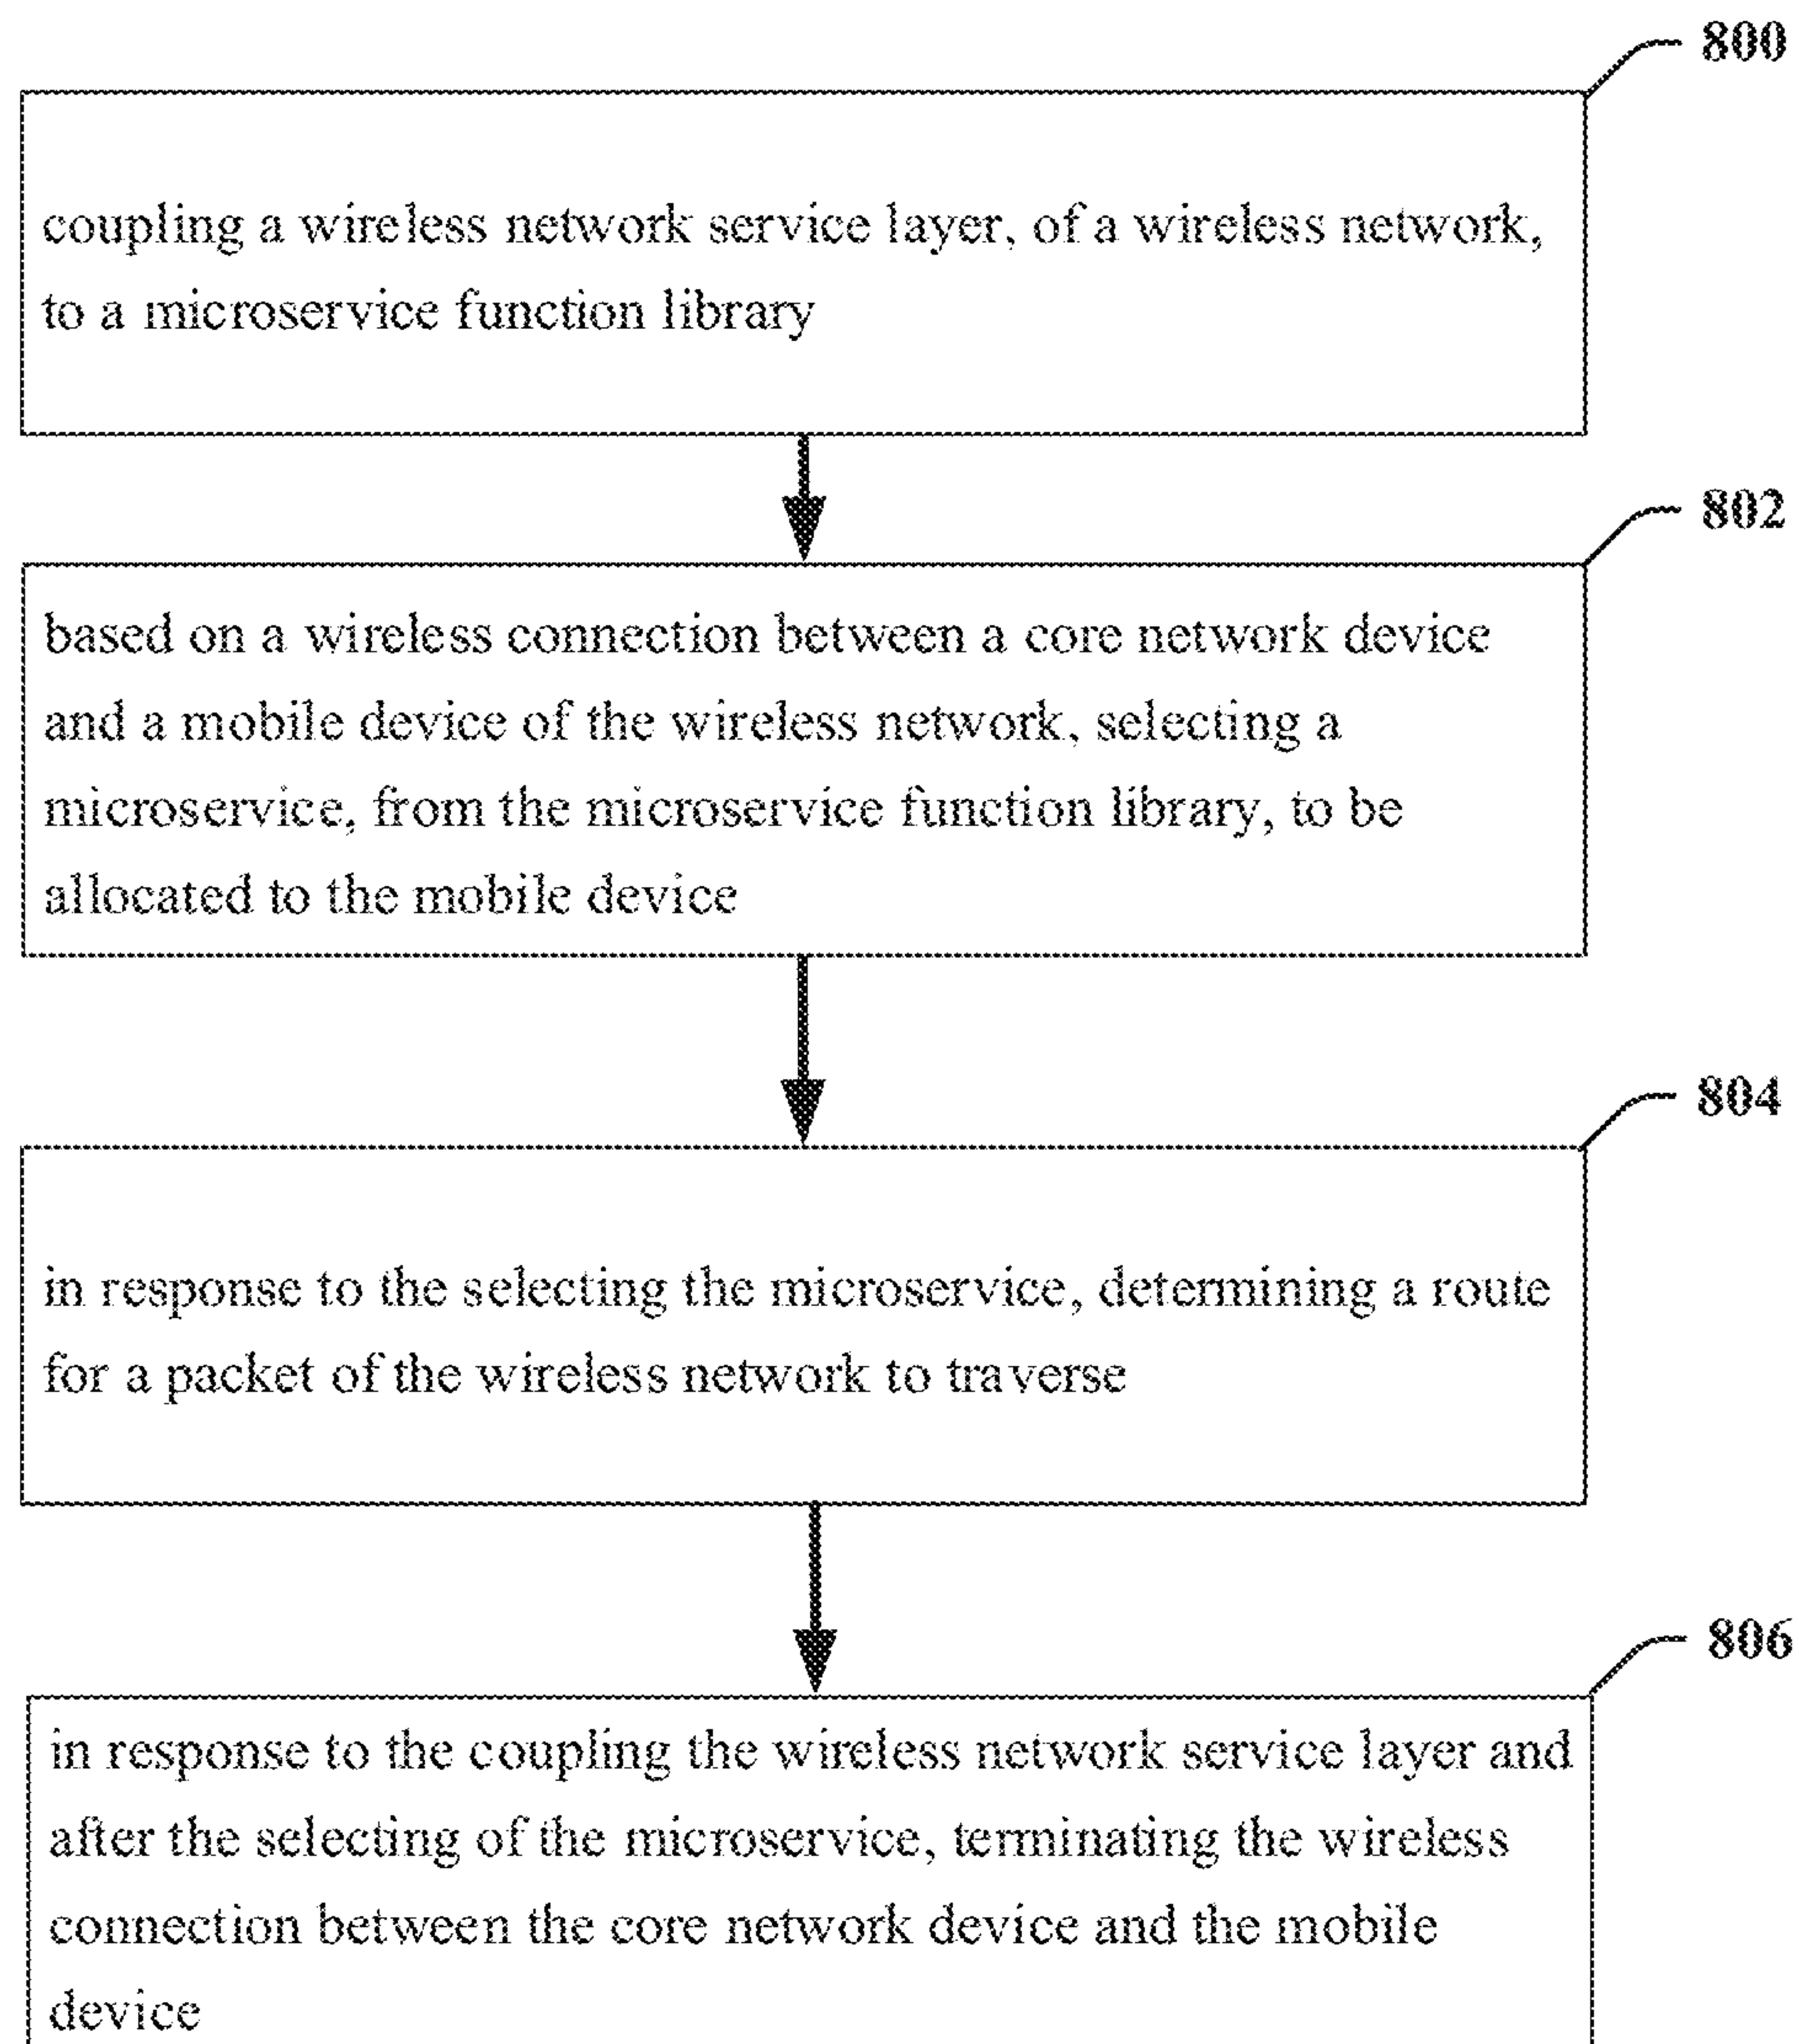 800
coupling a wireless network service layer, of a wireless network,
to a microservice function library
802
based on a wireless connection between a core network device
and a mobile device of the wireless network, selecting a
microservice, from the microservice function library, to be
allocated to the mobile device
804
in response to the selecting the microservice, determining a route
for a packet of the wireless network to traverse
806
in response to the coupling the wireless network service layer and
after the selecting of the microservice, terminating the wireless
connection between the core network device and the mobile
device